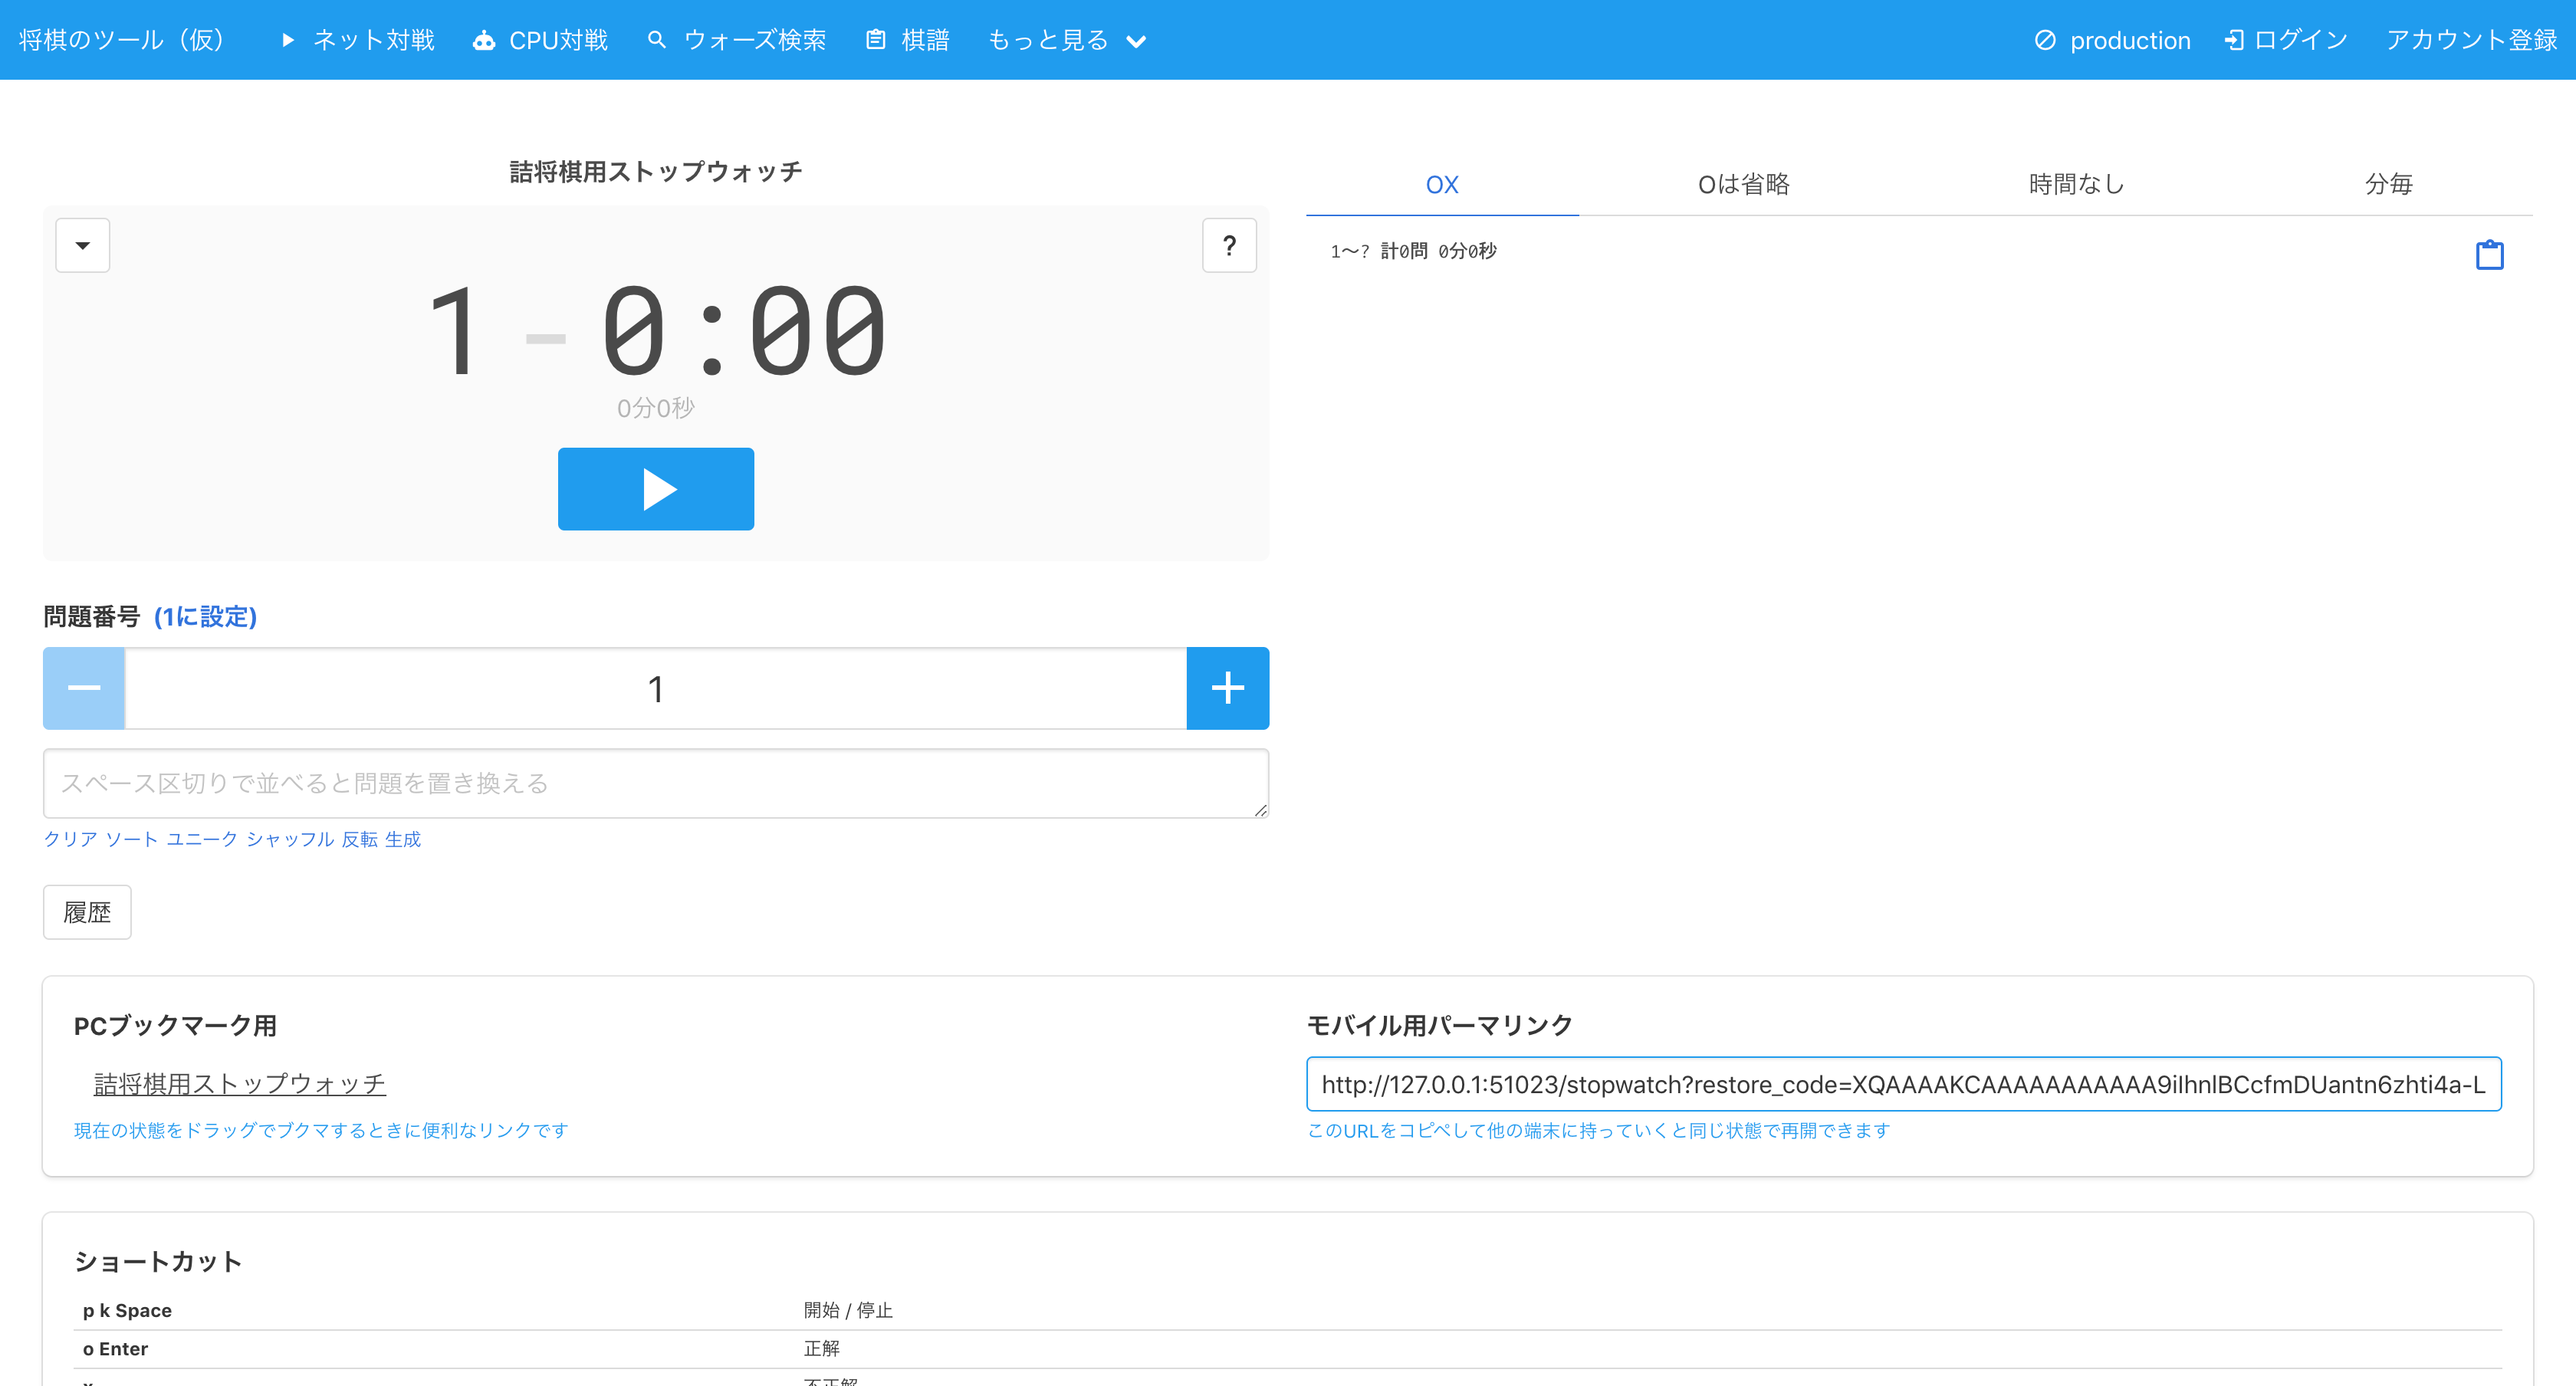 将棋のツール（仮） ネット対戦 CPU対戦 ウォーズ検索 棋譜 もっと見る production ログイン アカウント登録
詰将棋用ストップウォッチ
?
1 - 0:00
0分0秒
OX Oは省略 時間なし 分毎
1〜? 計0問 0分0秒
問題番号 (1に設定)
1
スペース区切りで並べると問題を置き換える
クリア ソート ユニーク シャッフル 反転 生成
履歴
PCブックマーク用
詰将棋用ストップウォッチ
現在の状態をドラッグでブクマするときに便利なリンクです
モバイル用パーマリンク
http://127.0.0.1:51023/stopwatch?restore_code=XQAAAAKCAAAAAAAAAAA9iIhnlBCcfmDUantn6zhti4a-L
このURLをコピペして他の端末に持っていくと同じ状態で再開できます
ショートカット
p k Space 開始 / 停止
o Enter 正解
x 不正解